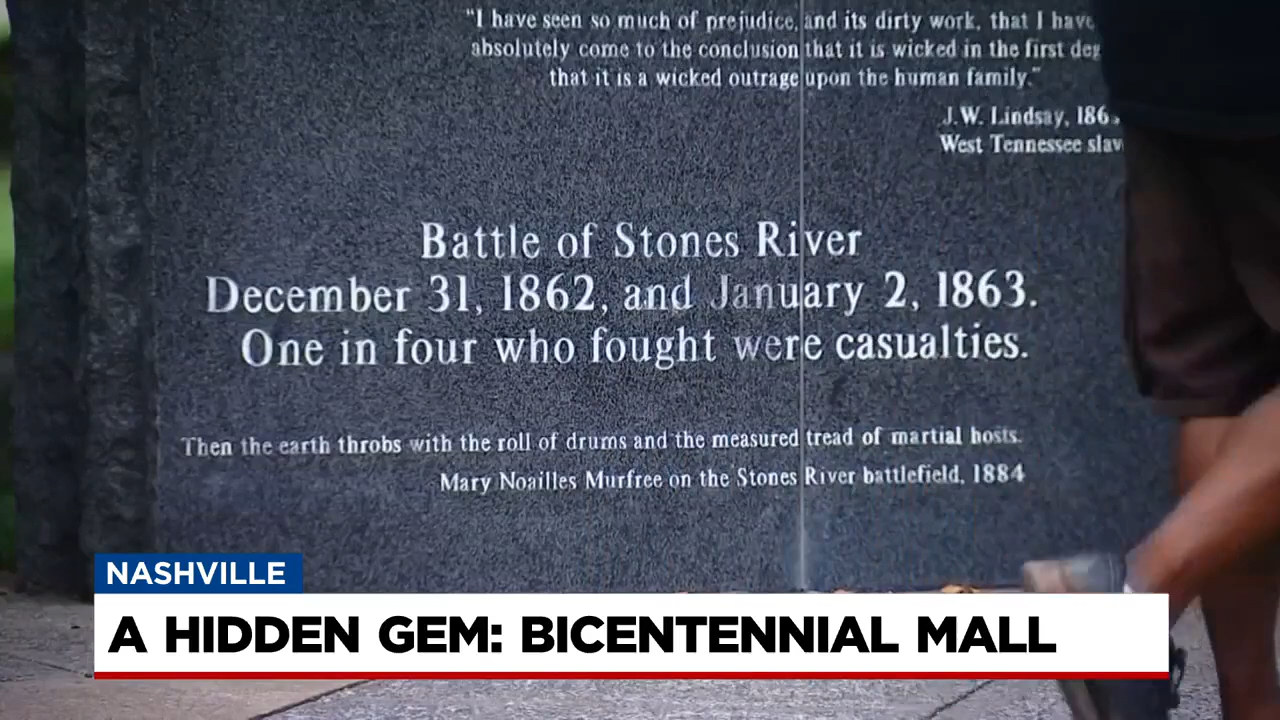 "I have seen so much of prejudice, and its dirty work, that I have
absolutely come to the conclusion that it is wicked in the first
that it is a wicked outrage upon the human family."
J.W. Lindsay,
West Tennessee
Battle of Stones River
December 31, 1862, and January 2, 1863.
One in four who fought were casualties.
Then the earth throbs with the roll of drums and the measured tread of martial hosts.
Mary Noailles Murfree on the Stones River battlefield, 1884
NASHVILLE
A HIDDEN GEM: BICENTENNIAL MALL